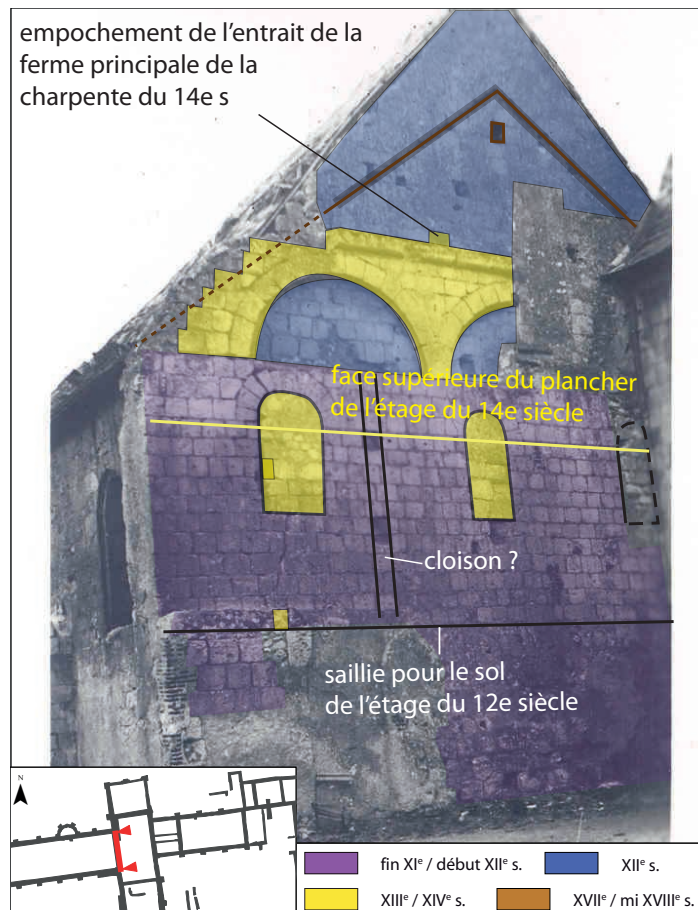 empochement de l'entrait de la
ferme principale de la
charpente du 14e s
face supérieure du plancher
de l'étage du 14e siècle
cloison ?
saillie pour le sol
de l'étage du 12e siècle
N
fin XIe / début XIIe s.
XIIe s.
XIIIe / XIVe s.
XVIIe / mi XVIIIe s.